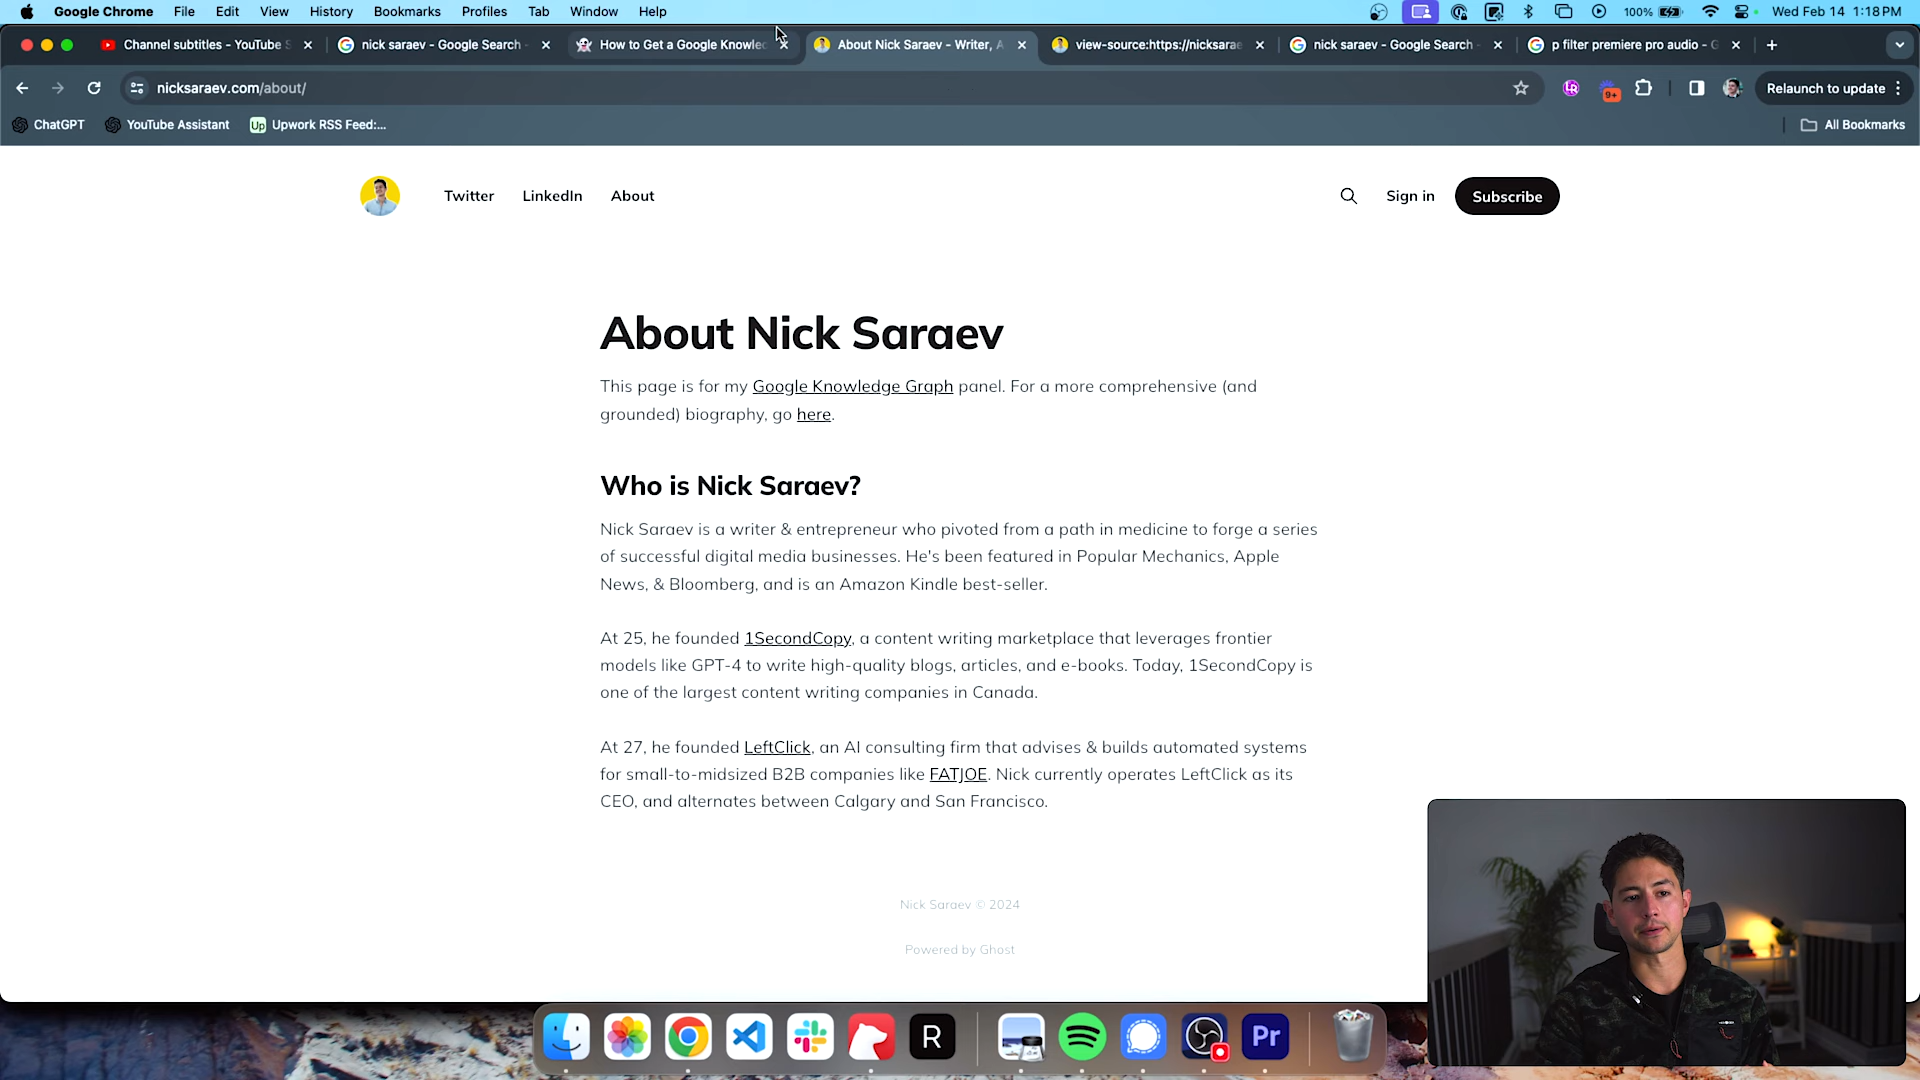 Google Chrome File Edit View History Bookmarks Profiles Tab Window Help 100% Wed Feb 14 1:18 PM
Channel subtitles - YouTube S nick saraev - Google Search - How to Get a Google Knowle About Nick Saraev - Writer, A view-source:https://nicksarae nick saraev - Google Search - p filter premiere pro audio - G
nicksaraev.com/about/ 9+ Relaunch to update
ChatGPT YouTube Assistant Up Upwork RSS Feed:... All Bookmarks
Twitter LinkedIn About Sign in Subscribe
About Nick Saraev
This page is for my Google Knowledge Graph panel. For a more comprehensive (and
grounded) biography, go here.
Who is Nick Saraev?
Nick Saraev is a writer & entrepreneur who pivoted from a path in medicine to forge a series
of successful digital media businesses. He's been featured in Popular Mechanics, Apple
News, & Bloomberg, and is an Amazon Kindle best-seller.
At 25, he founded 1SecondCopy, a content writing marketplace that leverages frontier
models like GPT-4 to write high-quality blogs, articles, and e-books. Today, 1SecondCopy is
one of the largest content writing companies in Canada.
At 27, he founded LeftClick, an AI consulting firm that advises & builds automated systems
for small-to-midsized B2B companies like FATJOE. Nick currently operates LeftClick as its
CEO, and alternates between Calgary and San Francisco.
Nick Saraev © 2024
Powered by Ghost
R Pr